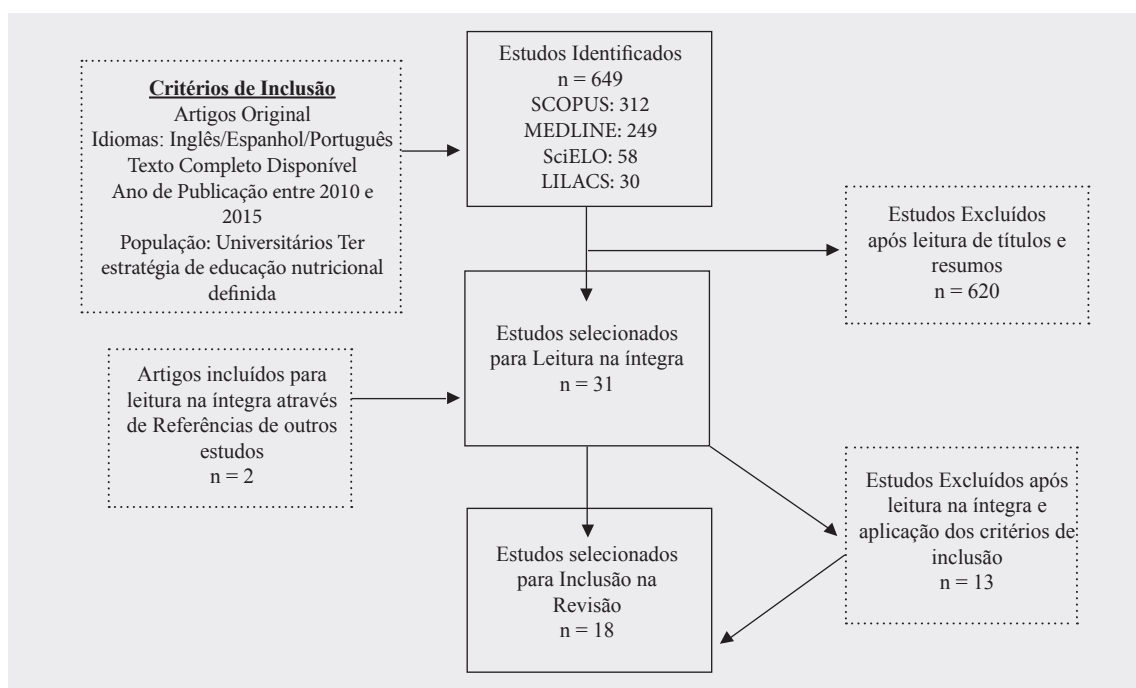 Critérios de Inclusão
Artigos Original
Idiomas: Inglês/Espanhol/Português
Texto Completo Disponível
Ano de Publicação entre 2010 e
2015
População: Universitários Ter
estratégia de educação nutricional
definida
Estudos Identificados
n = 649
SCOPUS: 312
MEDLINE: 249
SciELO: 58
LILACS: 30
Estudos Excluídos
após leitura de títulos e
resumos
n = 620
Estudos selecionados
para Leitura na íntegra
n = 31
Artigos incluídos para
leitura na íntegra através
de Referências de outros
estudos
n = 2
Estudos Excluídos após
leitura na íntegra e
aplicação dos critérios de
inclusão
n = 13
Estudos selecionados
para Inclusão na
Revisão
n = 18